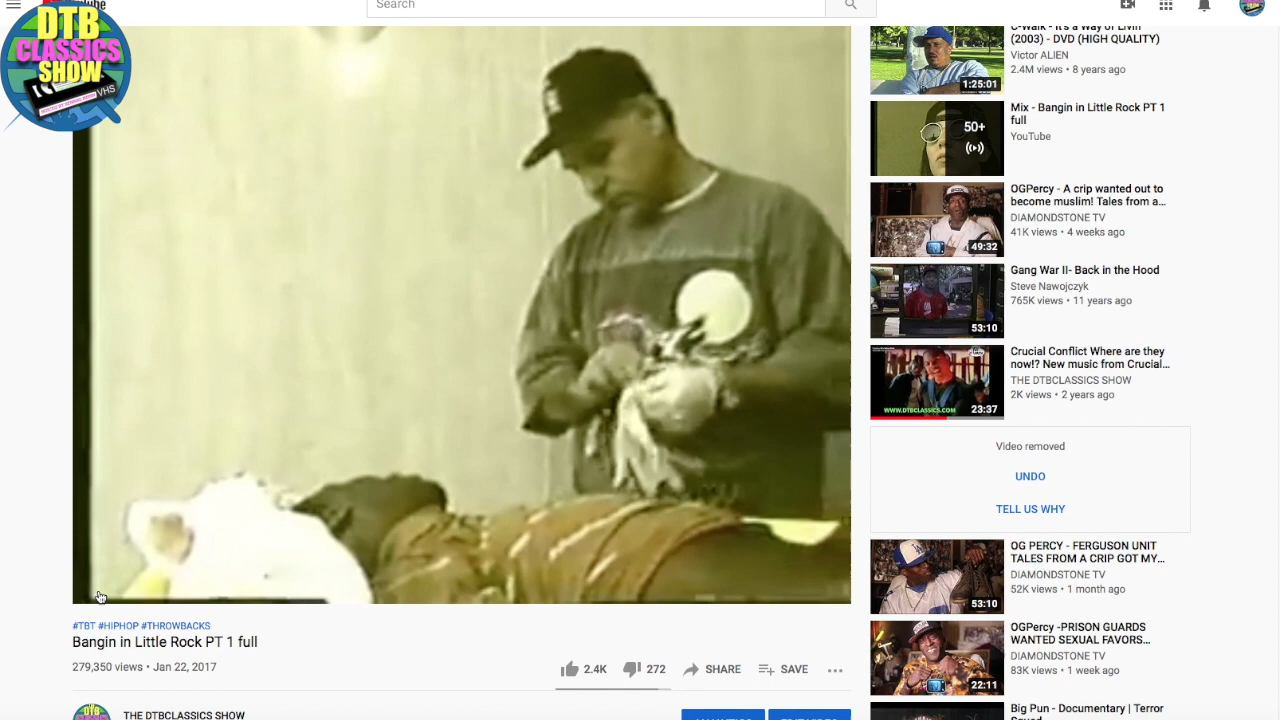 Search
DTB
CLASSICS
SHOW
VHS
#TBT #HIPHOP #THROWBACKS
Bangin in Little Rock PT 1 full
279,350 views • Jan 22, 2017
2.4K
272
SHARE
SAVE
THE DTBCLASSICS SHOW
C-Walk - It's a Way of Livin'
(2003) - DVD (HIGH QUALITY)
Victor ALIEN
2.4M views • 8 years ago
1:25:01
Mix - Bangin in Little Rock PT 1
full
YouTube
50+
OGPercy - A crip wanted out to
become muslim! Tales from a...
DIAMONDSTONE TV
41K views • 4 weeks ago
49:32
Gang War II- Back in the Hood
Steve Nawojczyk
765K views • 11 years ago
53:10
Crucial Conflict Where are they
now!? New music from Crucial...
THE DTBCLASSICS SHOW
2K views • 2 years ago
WWW.DTBCLASSICS.COM
23:37
Video removed
UNDO
TELL US WHY
OG PERCY - FERGUSON UNIT
TALES FROM A CRIP GOT MY...
DIAMONDSTONE TV
52K views • 1 month ago
53:10
OGPercy -PRISON GUARDS
WANTED SEXUAL FAVORS...
DIAMONDSTONE TV
83K views • 1 week ago
22:11
Big Pun - Documentary | Terror